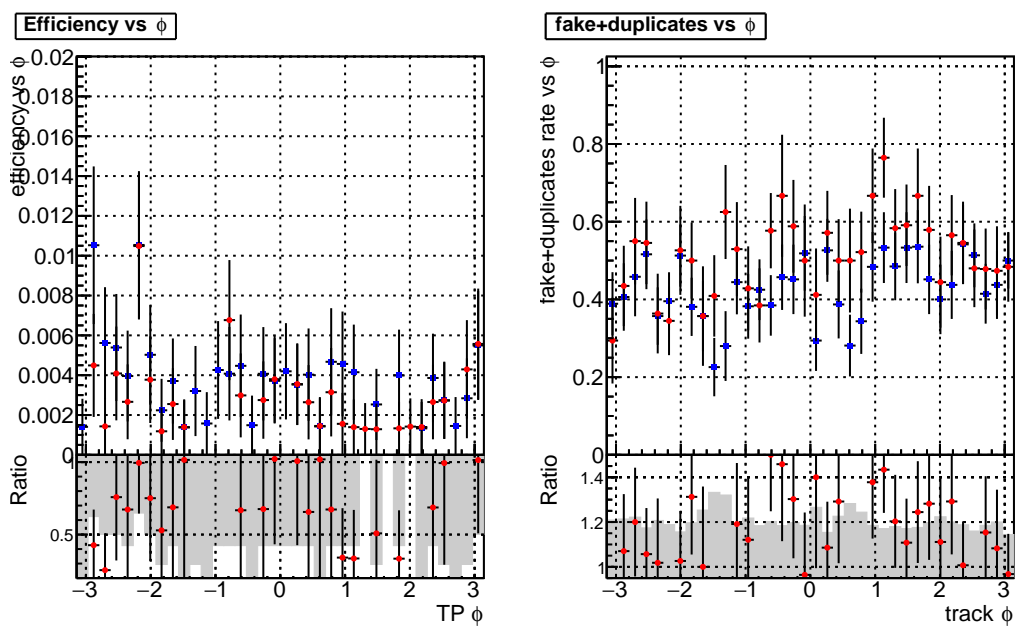 Efficiency vs ϕ
efficiency vs ϕ
0.02
0.018
0.016
0.014
0.012
0.01
0.008
0.006
0.004
0.002
0
Ratio
0.5
−3 −2 −1 0 1 2 3
TP ϕ
fake+duplicates vs ϕ
fake+duplicates rate vs ϕ
1
0.8
0.6
0.4
0.2
0
Ratio
1.4
1.2
1
−3 −2 −1 0 1 2 3
track ϕ